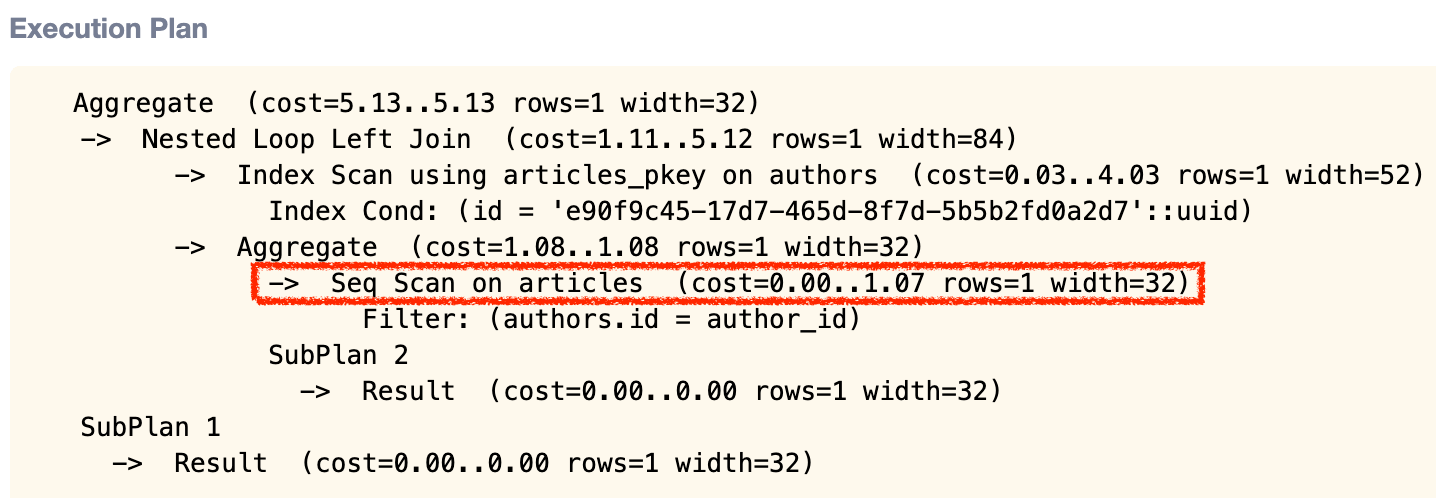 Execution Plan
Aggregate  (cost=5.13..5.13 rows=1 width=32)
->  Nested Loop Left Join  (cost=1.11..5.12 rows=1 width=84)
->  Index Scan using articles_pkey on authors  (cost=0.03..4.03 rows=1 width=52)
Index Cond: (id = 'e90f9c45-17d7-465d-8f7d-5b5b2fd0a2d7'::uuid)
->  Aggregate  (cost=1.08..1.08 rows=1 width=32)
->  Seq Scan on articles  (cost=0.00..1.07 rows=1 width=32)
Filter: (authors.id = author_id)
SubPlan 2
->  Result  (cost=0.00..0.00 rows=1 width=32)
SubPlan 1
->  Result  (cost=0.00..0.00 rows=1 width=32)